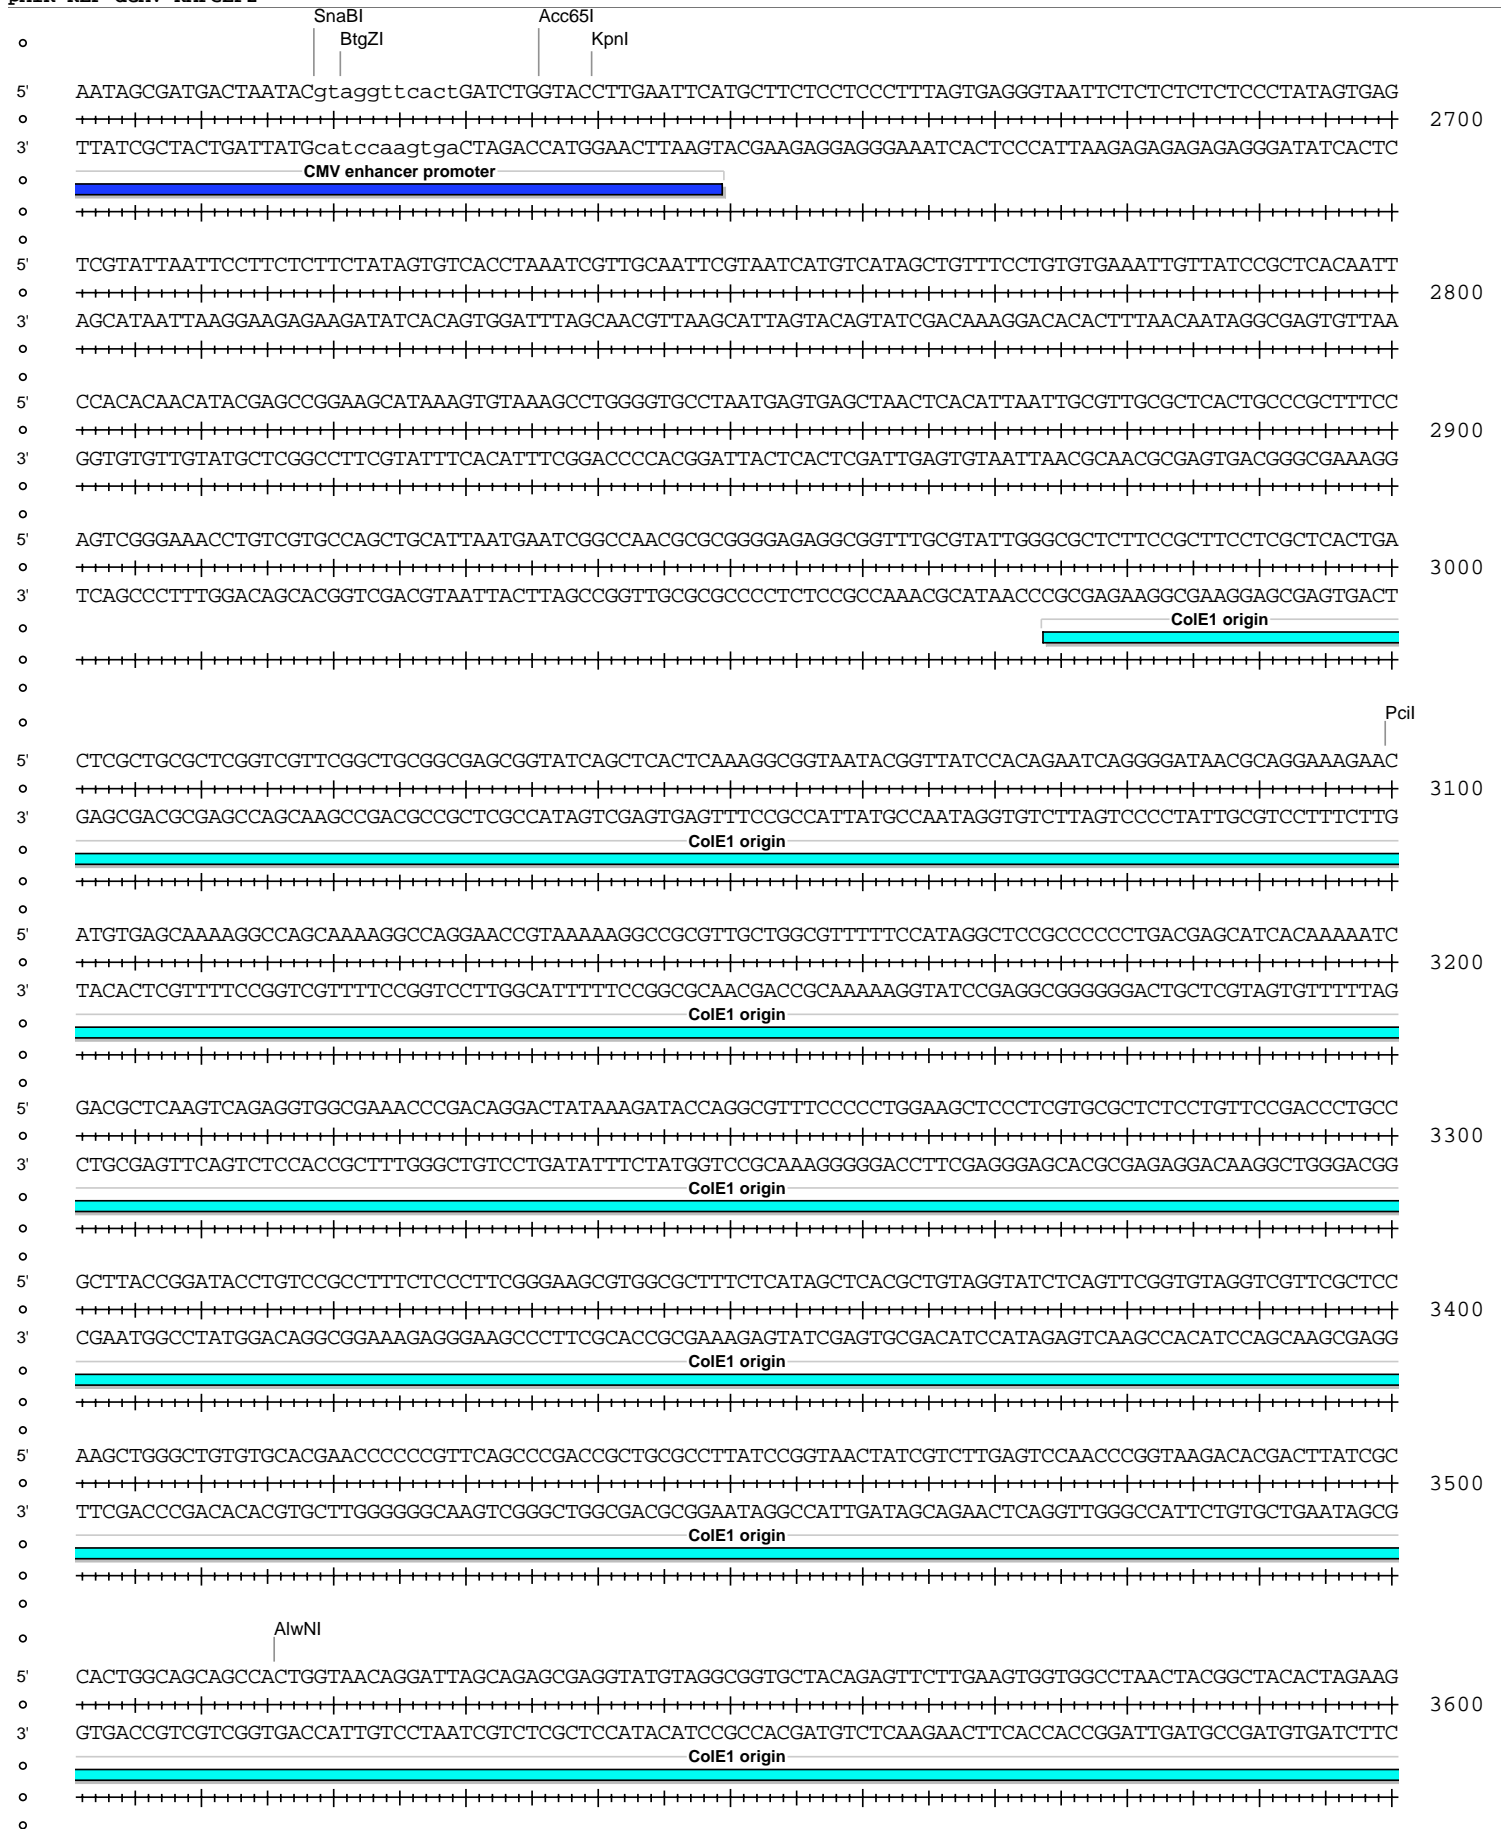 SnaBI Acc65I
BtgZI KpnI
5' AATAGCGATGACTAATACgtaggttcactGATCTGGTACCTTGAATTCATGCTTCTCCTCCCTTTAGTGAGGGTAATTCTCTCTCTCTCCCTATAGTGAG
2700
3' TTATCGCTACTGATTATGcatccaagtgaCTAGACCATGGAACTTAAGTACGAAGAGGAGGGAAATCACTCCCATTAAGAGAGAGAGAGGGATATCACTC
CMV enhancer promoter
5' TCGTATTAATTCCTTCTCTTCTATAGTGTCACCTAAATCGTTGCAATTCGTAATCATGTCATAGCTGTTTCCTGTGTGAAATTGTTATCCGCTCACAATT
2800
3' AGCATAATTAAGGAAGAGAAGATATCACAGTGGATTTAGCAACGTTAAGCATTAGTACAGTATCGACAAAGGACACACTTTAACAATAGGCGAGTGTTAA
5' CCACACAACATACGAGCCGGAAGCATAAAGTGTAAAGCCTGGGGTGCCTAATGAGTGAGCTAACTCACATTAATTGCGTTGCGCTCACTGCCCGCTTTCC
2900
3' GGTGTGTTGTATGCTCGGCCTTCGTATTTCACATTTCGGACCCCACGGATTACTCACTCGATTGAGTGTAATTAACGCAACGCGAGTGACGGGCGAAAGG
5' AGTCGGGAAACCTGTCGTGCCAGCTGCATTAATGAATCGGCCAACGCGCGGGGAGAGGCGGTTTGCGTATTGGGCGCTCTTCCGCTTCCTCGCTCACTGA
3000
3' TCAGCCCTTTGGACAGCACGGTCGACGTAATTACTTAGCCGGTTGCGCGCCCCTCTCCGCCAAACGCATAACCCGCGAGAAGGCGAAGGAGCGAGTGACT
ColE1 origin
PciI
5' CTCGCTGCGCTCGGTCGTTCGGCTGCGGCGAGCGGTATCAGCTCACTCAAAGGCGGTAATACGGTTATCCACAGAATCAGGGGATAACGCAGGAAAGAAC
3100
3' GAGCGACGCGAGCCAGCAAGCCGACGCCGCTCGCCATAGTCGAGTGAGTTTCCGCCATTATGCCAATAGGTGTCTTAGTCCCCTATTGCGTCCTTTCTTG
ColE1 origin
5' ATGTGAGCAAAAGGCCAGCAAAAGGCCAGGAACCGTAAAAAGGCCGCGTTGCTGGCGTTTTTCCATAGGCTCCGCCCCCCTGACGAGCATCACAAAAATC
3200
3' TACACTCGTTTTCCGGTCGTTTTCCGGTCCTTGGCATTTTTCCGGCGCAACGACCGCAAAAAGGTATCCGAGGCGGGGGGACTGCTCGTAGTGTTTTTAG
ColE1 origin
5' GACGCTCAAGTCAGAGGTGGCGAAACCCGACAGGACTATAAAGATACCAGGCGTTTCCCCCTGGAAGCTCCCTCGTGCGCTCTCCTGTTCCGACCCTGCC
3300
3' CTGCGAGTTCAGTCTCCACCGCTTTGGGCTGTCCTGATATTTCTATGGTCCGCAAAGGGGGACCTTCGAGGGAGCACGCGAGAGGACAAGGCTGGGACGG
ColE1 origin
5' GCTTACCGGATACCTGTCCGCCTTTCTCCCTTCGGGAAGCGTGGCGCTTTCTCATAGCTCACGCTGTAGGTATCTCAGTTCGGTGTAGGTCGTTCGCTCC
3400
3' CGAATGGCCTATGGACAGGCGGAAAGAGGGAAGCCCTTCGCACCGCGAAAGAGTATCGAGTGCGACATCCATAGAGTCAAGCCACATCCAGCAAGCGAGG
ColE1 origin
5' AAGCTGGGCTGTGTGCACGAACCCCCCGTTCAGCCCGACCGCTGCGCCTTATCCGGTAACTATCGTCTTGAGTCCAACCCGGTAAGACACGACTTATCGC
3500
3' TTCGACCCGACACACGTGCTTGGGGGGCAAGTCGGGCTGGCGACGCGGAATAGGCCATTGATAGCAGAACTCAGGTTGGGCCATTCTGTGCTGAATAGCG
ColE1 origin
AlwNI
5' CACTGGCAGCAGCCACTGGTAACAGGATTAGCAGAGCGAGGTATGTAGGCGGTGCTACAGAGTTCTTGAAGTGGTGGCCTAACTACGGCTACACTAGAAG
3600
3' GTGACCGTCGTCGGTGACCATTGTCCTAATCGTCTCGCTCCATACATCCGCCACGATGTCTCAAGAACTTCACCACCGGATTGATGCCGATGTGATCTTC
ColE1 origin